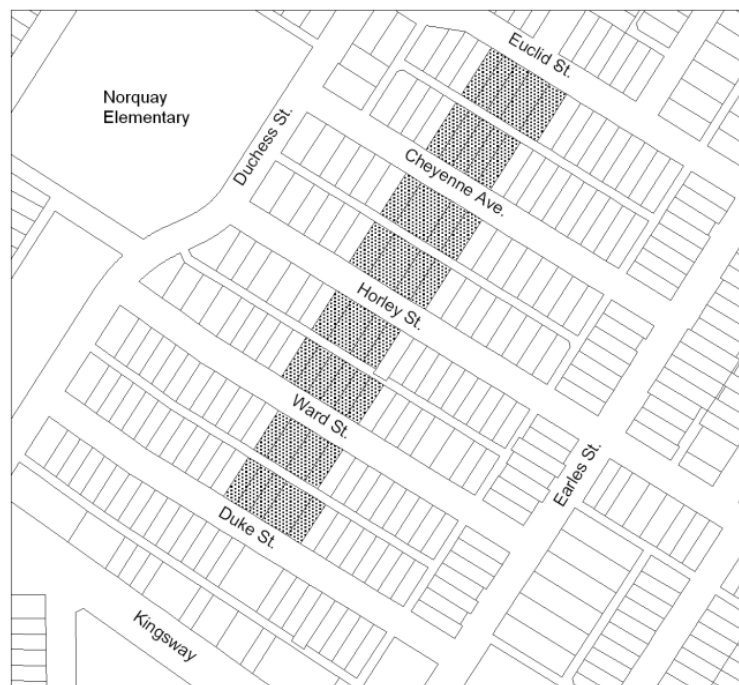 Euclid St.
Norquay
Elementary
Duchess St.
Cheyenne Ave.
Horley St.
Ward St.
Earles St.
Duke St.
Kingsway